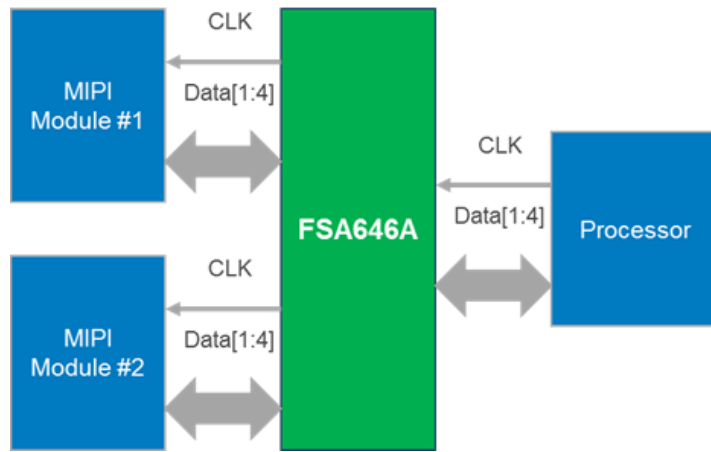 CLK
Data[1:4]
MIPI
Module #1
FSA646A
CLK
Data[1:4]
Processor
CLK
Data[1:4]
MIPI
Module #2